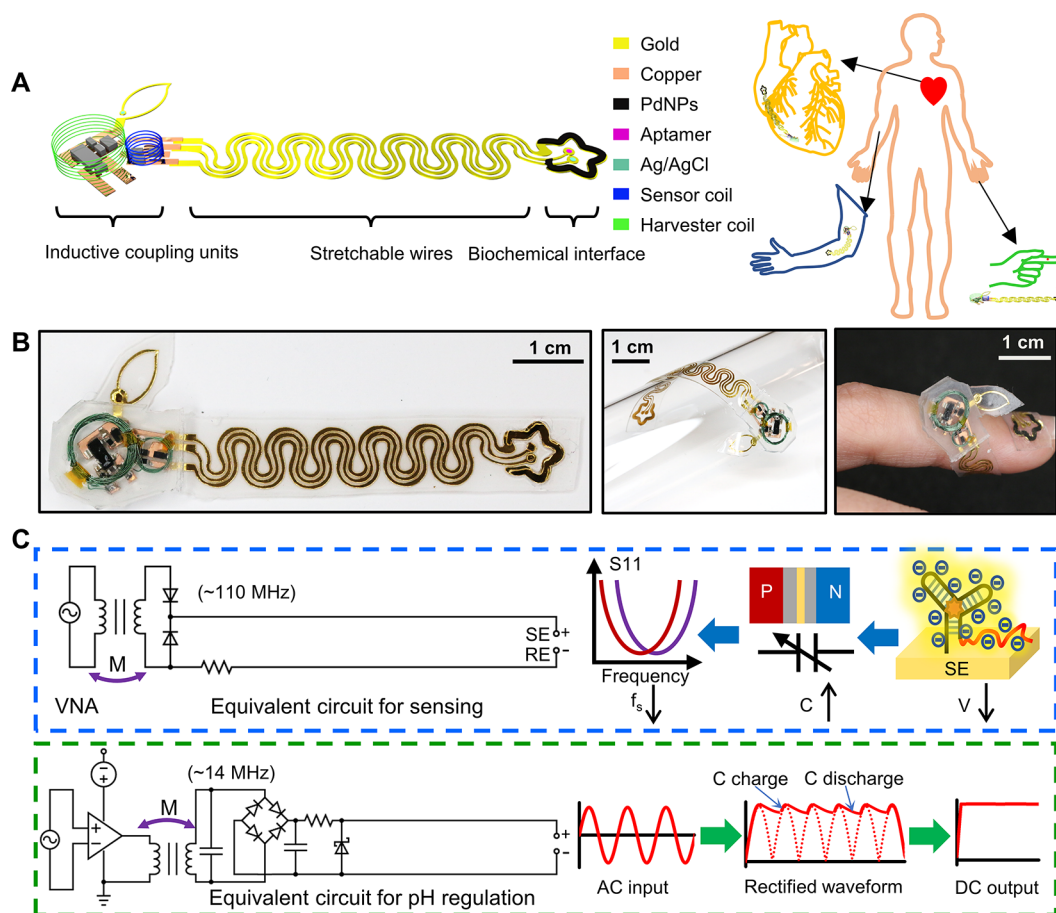 A
Gold
Copper
PdNPs
Aptamer
Ag/AgCl
Sensor coil
Harvester coil
Inductive coupling units
Stretchable wires
Biochemical interface
B
1 cm
1 cm
1 cm
C
(~110 MHz)
M
VNA
SE +
RE -
Equivalent circuit for sensing
S11
Frequency
fs
P
N
C
SE
V
(~14 MHz)
M
+
-
Equivalent circuit for pH regulation
AC input
C charge
C discharge
Rectified waveform
DC output